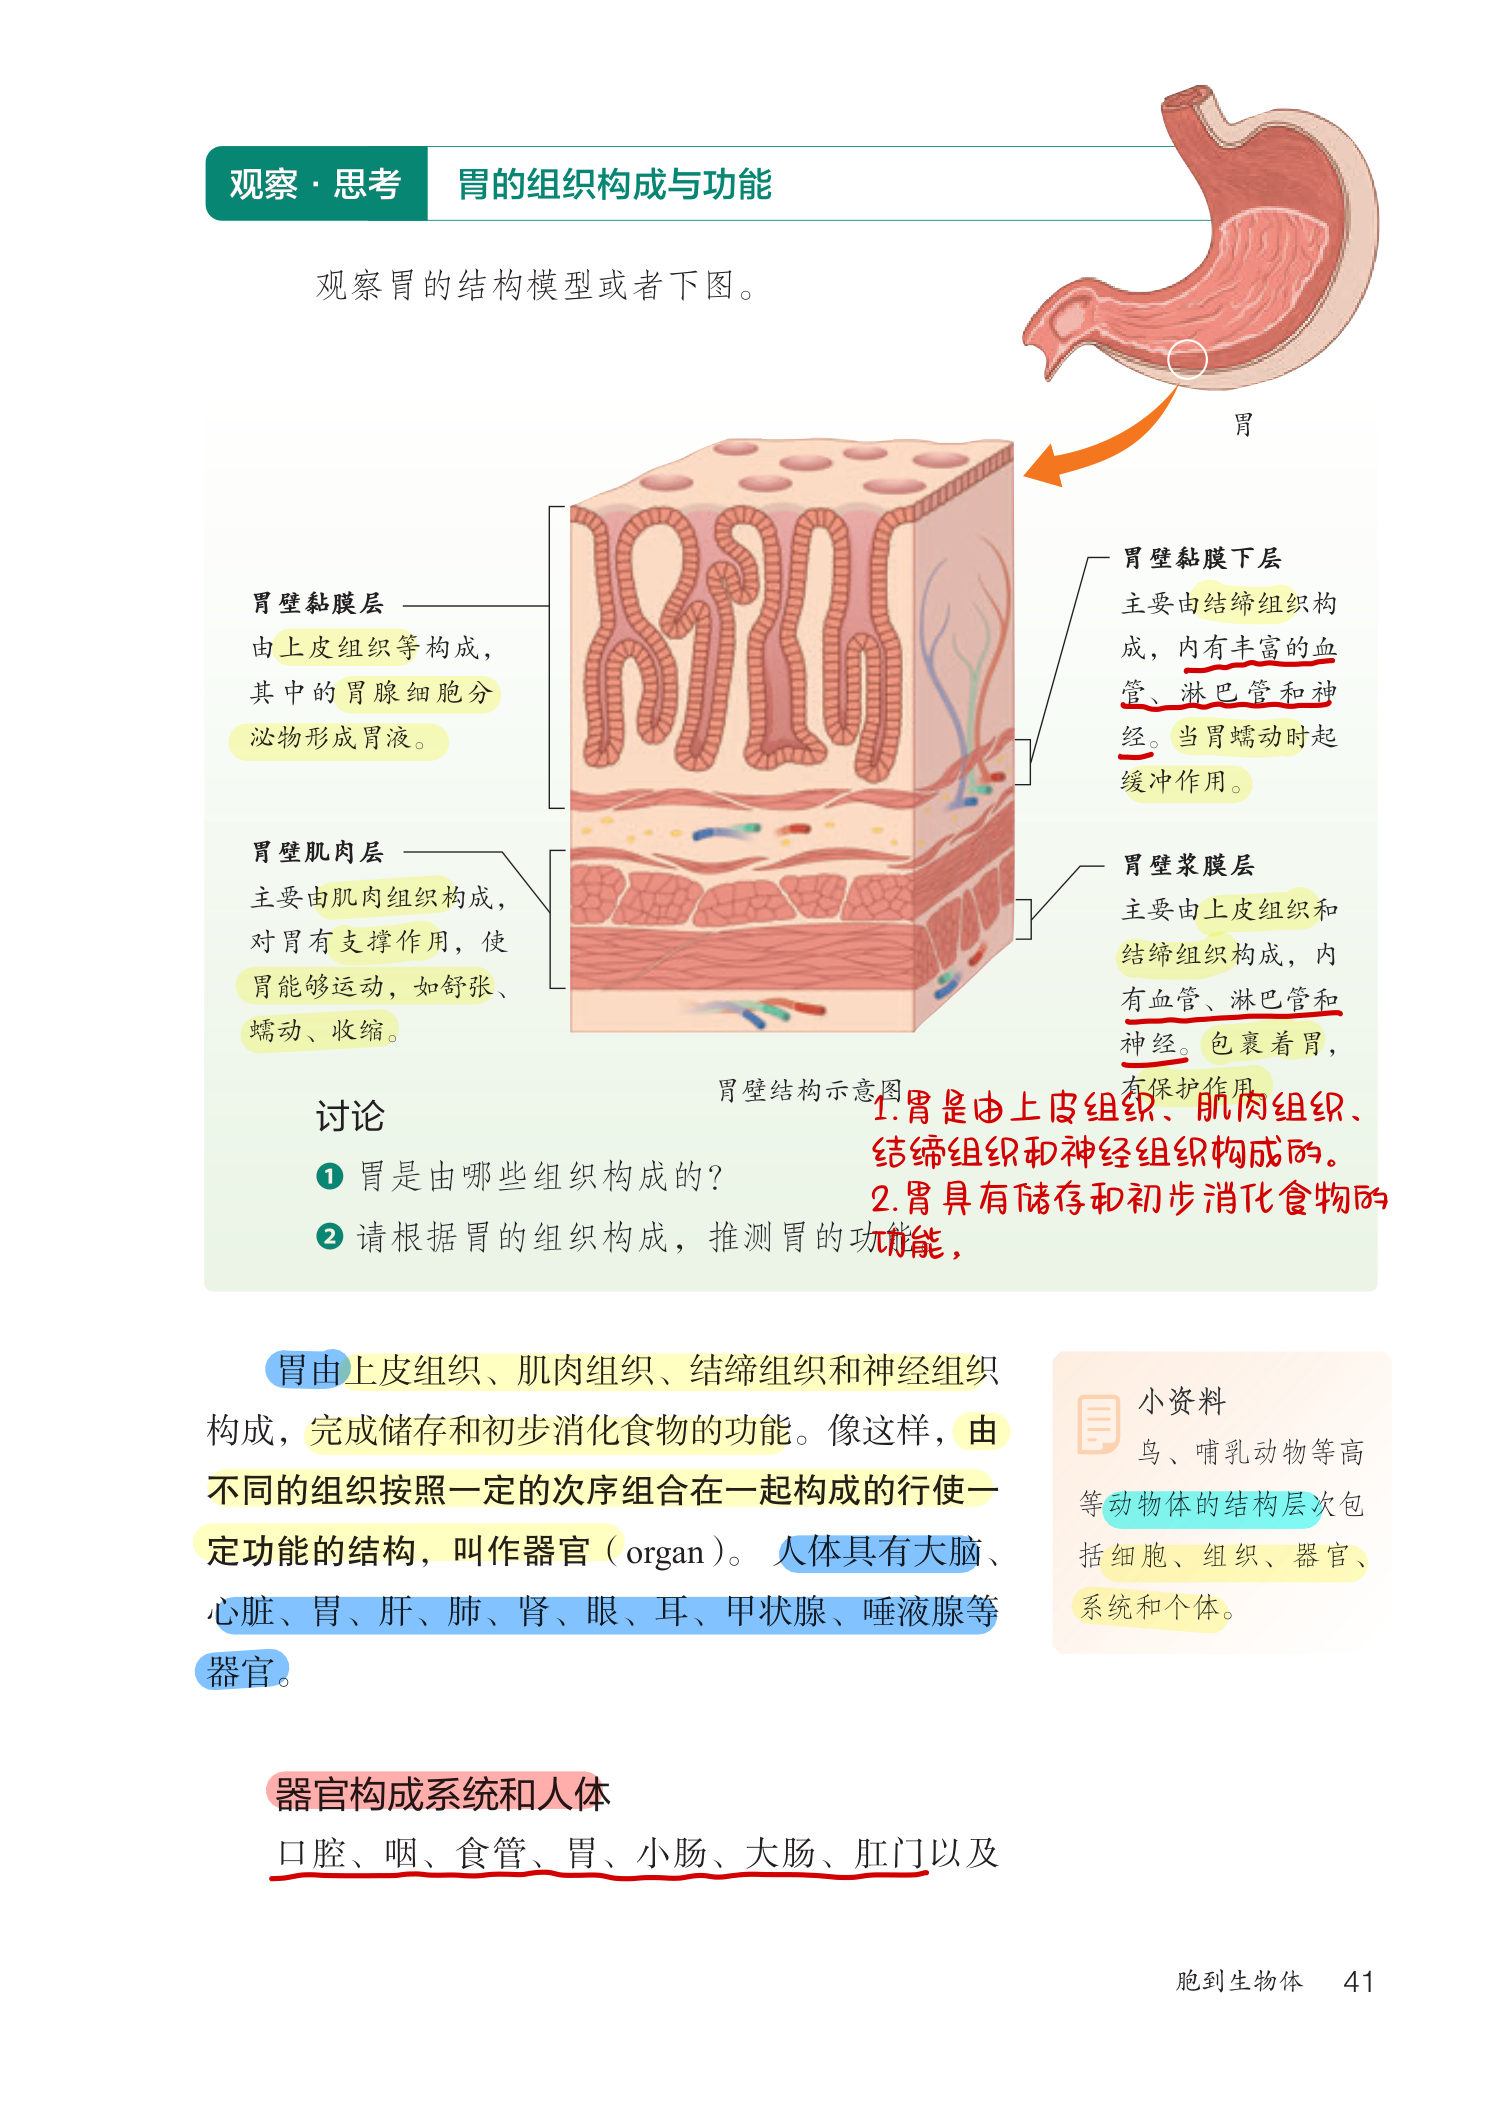 观察·思考 胃的组织构成与功能
观察胃的结构模型或者下图。
胃
胃壁黏膜层
由上皮组织等构成，
其中的胃腺细胞分
泌物形成胃液。
胃壁肌肉层
主要由肌肉组织构成，
对胃有支撑作用，使
胃能够运动，如舒张、
蠕动、收缩。
胃壁黏膜下层
主要由结缔组织构
成，内有丰富的血
管、淋巴管和神
经。当胃蠕动时起
缓冲作用。
胃壁浆膜层
主要由上皮组织和
结缔组织构成，内
有血管、淋巴管和
神经。包裹着胃，
有保护作用。
胃壁结构示意图
讨论
❶ 胃是由哪些组织构成的？
❷ 请根据胃的组织构成，推测胃的功能。
1.胃是由上皮组织、肌肉组织、
结缔组织和神经组织构成的。
2.胃具有储存和初步消化食物的
功能，
胃由上皮组织、肌肉组织、结缔组织和神经组织
构成，完成储存和初步消化食物的功能。像这样，由
不同的组织按照一定的次序组合在一起构成的行使一
定功能的结构，叫作器官（organ）。人体具有大脑、
心脏、胃、肝、肺、肾、眼、耳、甲状腺、唾液腺等
器官。
小资料
鸟、哺乳动物等高
等动物体的结构层次包
括细胞、组织、器官、
系统和个体。
器官构成系统和人体
口腔、咽、食管、胃、小肠、大肠、肛门以及
胞到生物体 41